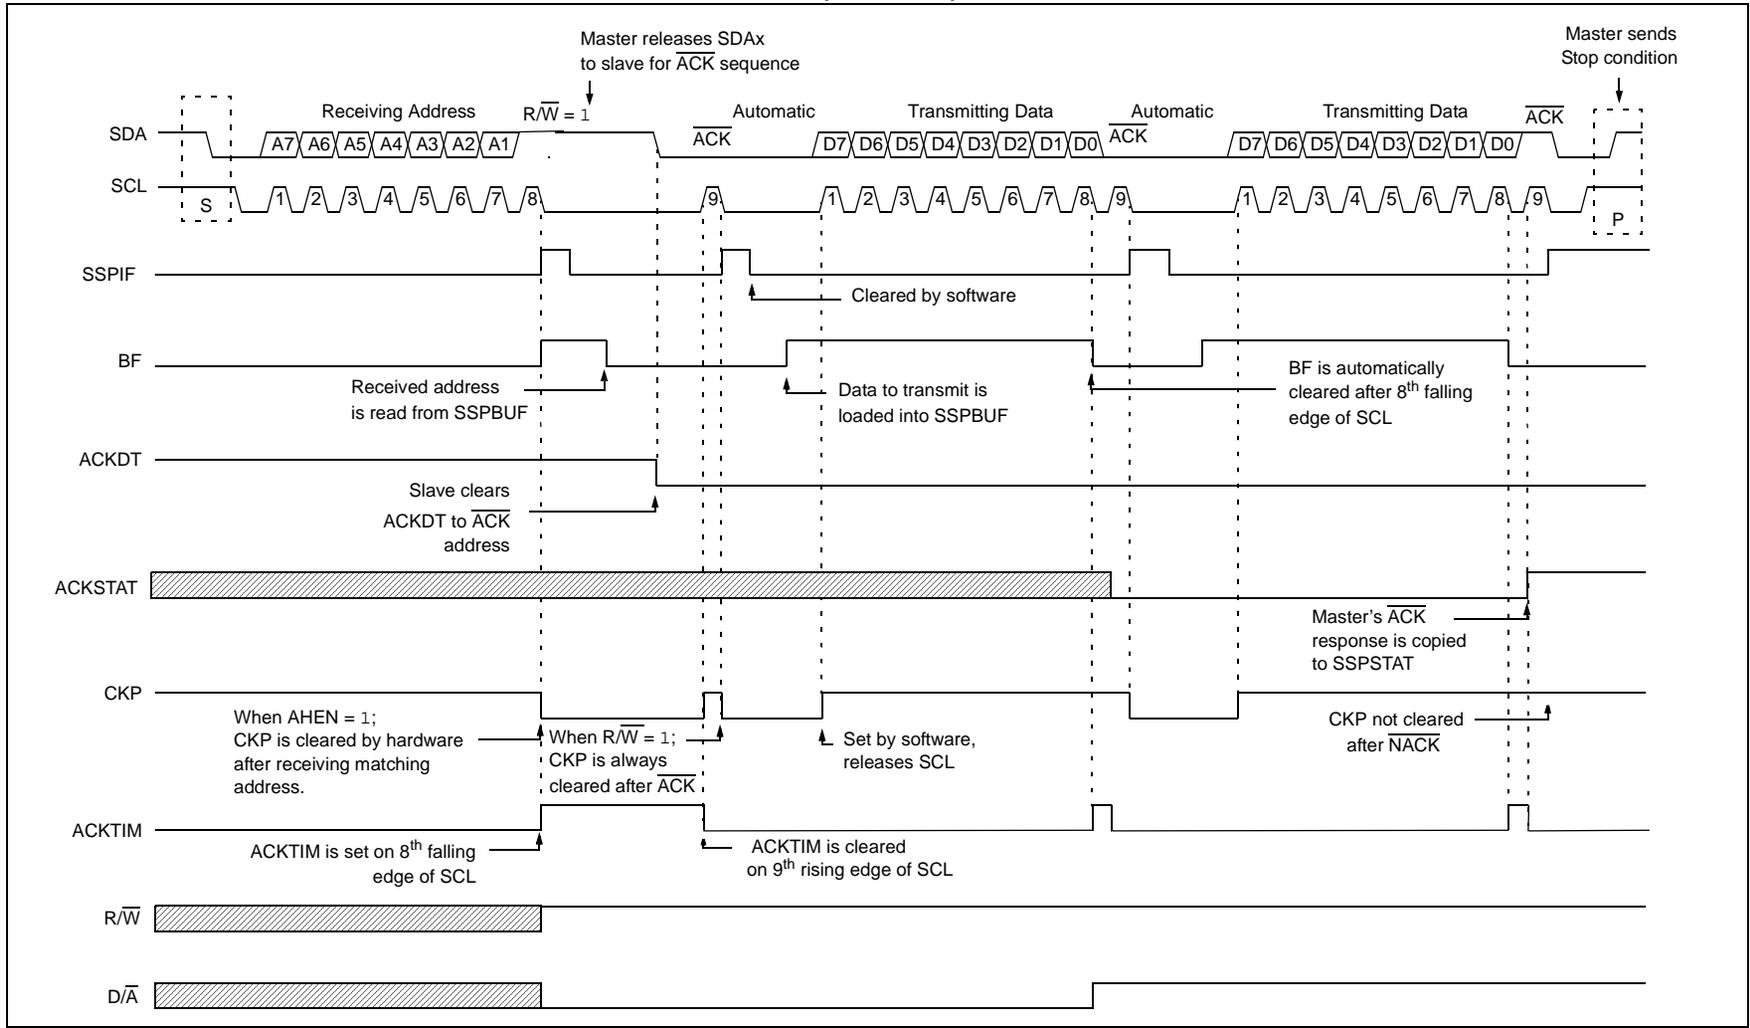 Master releases SDAx
to slave for ACK sequence
Master sends
Stop condition
Receiving Address
R/W = 1
Automatic
Transmitting Data
Automatic
Transmitting Data
ACK
SDA
A7 A6 A5 A4 A3 A2 A1
ACK
D7 D6 D5 D4 D3 D2 D1 D0
ACK
D7 D6 D5 D4 D3 D2 D1 D0
SCL
S
1 2 3 4 5 6 7 8 9 1 2 3 4 5 6 7 8 9 1 2 3 4 5 6 7 8 9
P
SSPIF
Cleared by software
BF
Received address
is read from SSPBUF
Data to transmit is
loaded into SSPBUF
BF is automatically
cleared after 8th falling
edge of SCL
ACKDT
Slave clears
ACKDT to ACK
address
ACKSTAT
Master’s ACK
response is copied
to SSPSTAT
CKP
When AHEN = 1;
CKP is cleared by hardware
after receiving matching
address.
When R/W = 1;
CKP is always
cleared after ACK
Set by software,
releases SCL
CKP not cleared
after NACK
ACKTIM
ACKTIM is set on 8th falling
edge of SCL
ACKTIM is cleared
on 9th rising edge of SCL
R/W
D/A